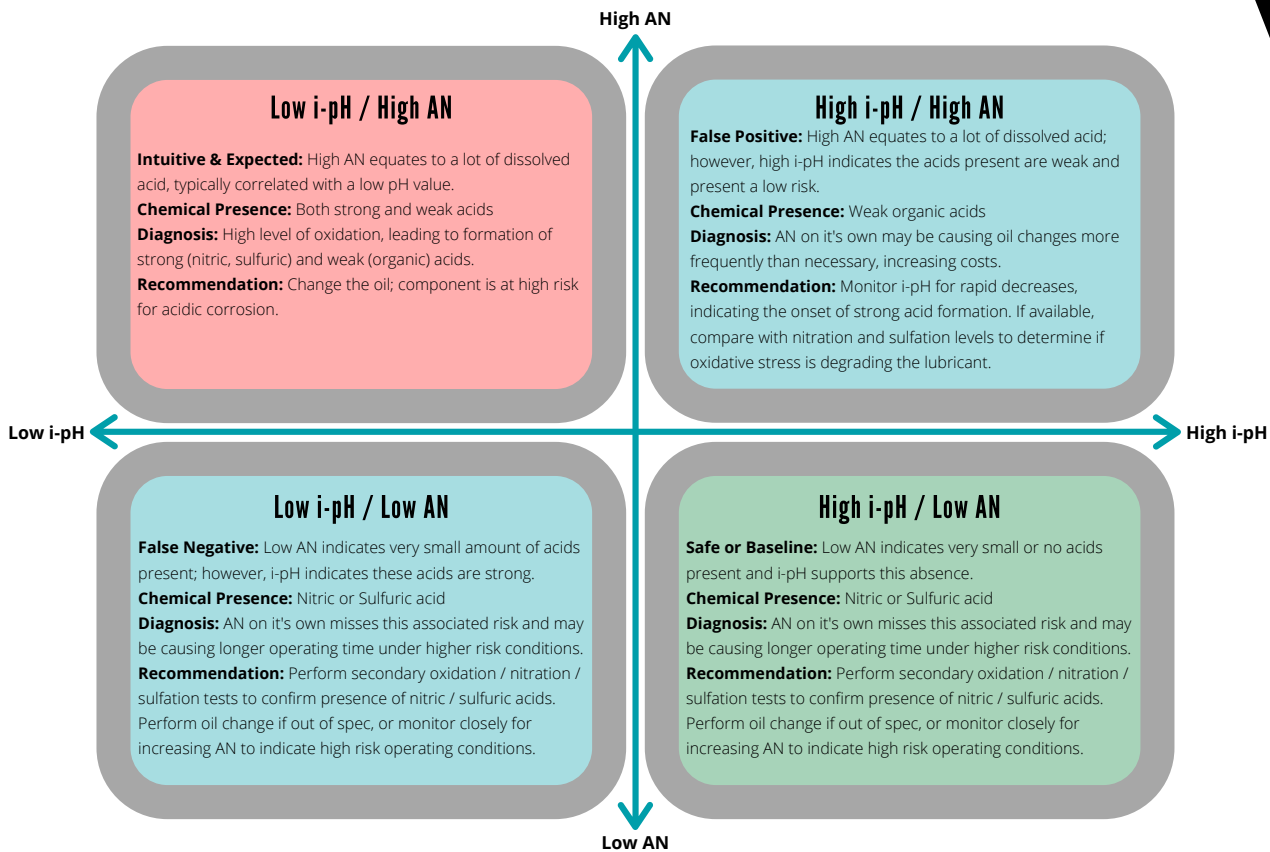 High AN
Low i-pH / High AN
Intuitive & Expected: High AN equates to a lot of dissolved
acid, typically correlated with a low pH value.
Chemical Presence: Both strong and weak acids
Diagnosis: High level of oxidation, leading to formation of
strong (nitric, sulfuric) and weak (organic) acids.
Recommendation: Change the oil; component is at high risk
for acidic corrosion.
High i-pH / High AN
False Positive: High AN equates to a lot of dissolved acid;
however, high i-pH indicates the acids present are weak and
present a low risk.
Chemical Presence: Weak organic acids
Diagnosis: AN on it's own may be causing oil changes more
frequently than necessary, increasing costs.
Recommendation: Monitor i-pH for rapid decreases,
indicating the onset of strong acid formation. If available,
compare with nitration and sulfation levels to determine if
oxidative stress is degrading the lubricant.
Low i-pH
High i-pH
Low i-pH / Low AN
False Negative: Low AN indicates very small amount of acids
present; however, i-pH indicates these acids are strong.
Chemical Presence: Nitric or Sulfuric acid
Diagnosis: AN on it's own misses this associated risk and may
be causing longer operating time under higher risk conditions.
Recommendation: Perform secondary oxidation / nitration /
sulfation tests to confirm presence of nitric / sulfuric acids.
Perform oil change if out of spec, or monitor closely for
increasing AN to indicate high risk operating conditions.
High i-pH / Low AN
Safe or Baseline: Low AN indicates very small or no acids
present and i-pH supports this absence.
Chemical Presence: Nitric or Sulfuric acid
Diagnosis: AN on it's own misses this associated risk and may
be causing longer operating time under higher risk conditions.
Recommendation: Perform secondary oxidation / nitration /
sulfation tests to confirm presence of nitric / sulfuric acids.
Perform oil change if out of spec, or monitor closely for
increasing AN to indicate high risk operating conditions.
Low AN